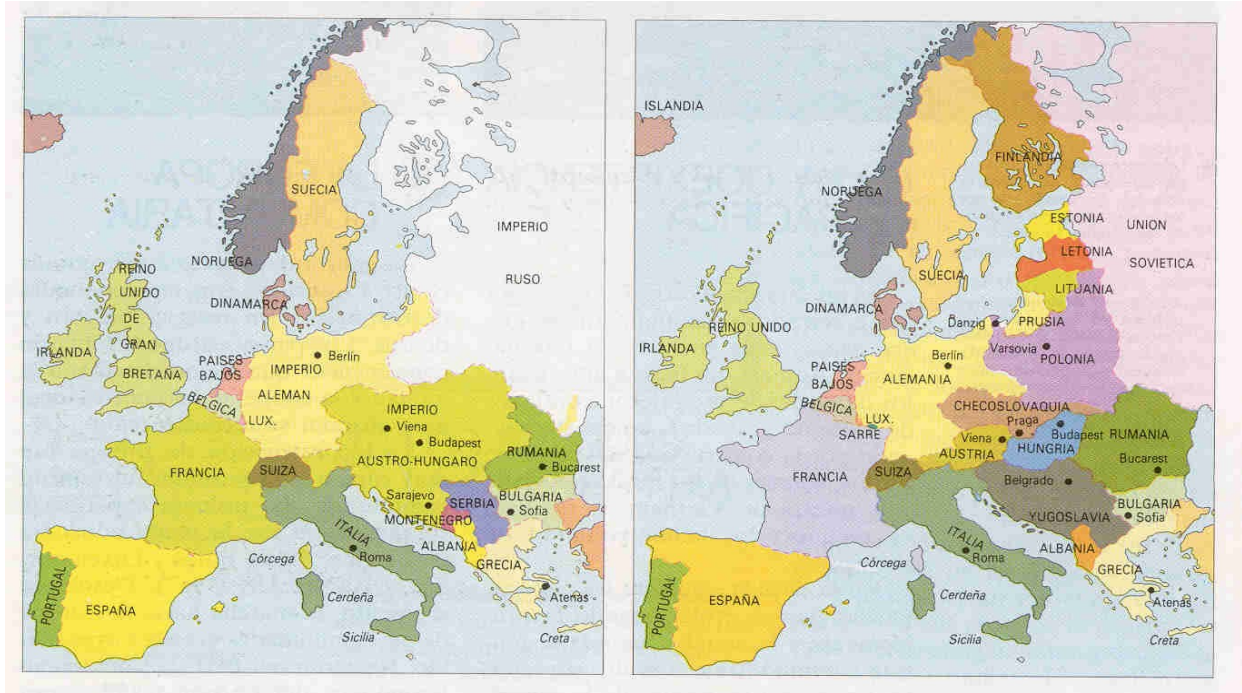 SUECIA
IMPERIO
RUSO
NORUEGA
REINO
UNIDO
DE
GRAN
BRETAÑA
IRLANDA
DINAMARCA
PAISES
BAJOS
BELGICA
LUX.
Berlín
IMPERIO
ALEMAN
IMPERIO
Viena
Budapest
AUSTRO-HUNGARO
RUMANIA
Bucarest
FRANCIA
SUIZA
Sarajevo
SERBIA
MONTENEGRO
BULGARIA
Sofia
ITALIA
Roma
ALBANIA
GRECIA
Córcega
Cerdeña
Sicilia
Atenas
Creta
PORTUGAL
ESPAÑA
ISLANDIA
FINLANDIA
NORUEGA
SUECIA
ESTONIA
LETONIA
LITUANIA
UNION
SOVIETICA
DINAMARCA
REINO UNIDO
IRLANDA
Danzig
PRUSIA
Varsovia
POLONIA
Berlín
ALEMANIA
PAISES
BAJOS
BELGICA
LUX.
SARRE
CHECOSLOVAQUIA
Praga
Viena
Budapest
AUSTRIA
HUNGRIA
RUMANIA
Bucarest
FRANCIA
SUIZA
Belgrado
YUGOSLAVIA
BULGARIA
Sofia
ITALIA
Roma
ALBANIA
GRECIA
Córcega
Cerdeña
Sicilia
Atenas
Creta
PORTUGAL
ESPAÑA